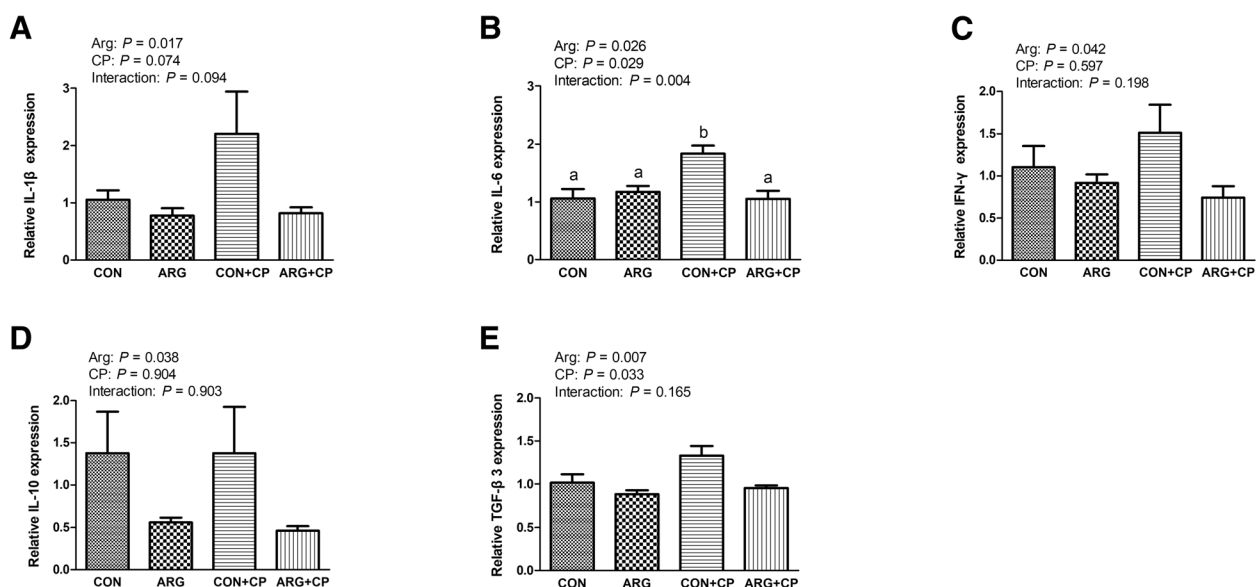 A
Arg: P = 0.017
CP: P = 0.074
Interaction: P = 0.094
Relative IL-1β expression
3
2
1
0
CON ARG CON+CP ARG+CP
B
Arg: P = 0.026
CP: P = 0.029
Interaction: P = 0.004
Relative IL-6 expression
3
2
1
0
a a b a
CON ARG CON+CP ARG+CP
C
Arg: P = 0.042
CP: P = 0.597
Interaction: P = 0.198
Relative IFN-γ expression
2.0
1.5
1.0
0.5
0.0
CON ARG CON+CP ARG+CP
D
Arg: P = 0.038
CP: P = 0.904
Interaction: P = 0.903
Relative IL-10 expression
2.0
1.5
1.0
0.5
0.0
CON ARG CON+CP ARG+CP
E
Arg: P = 0.007
CP: P = 0.033
Interaction: P = 0.165
Relative TGF-β 3 expression
2.0
1.5
1.0
0.5
0.0
CON ARG CON+CP ARG+CP